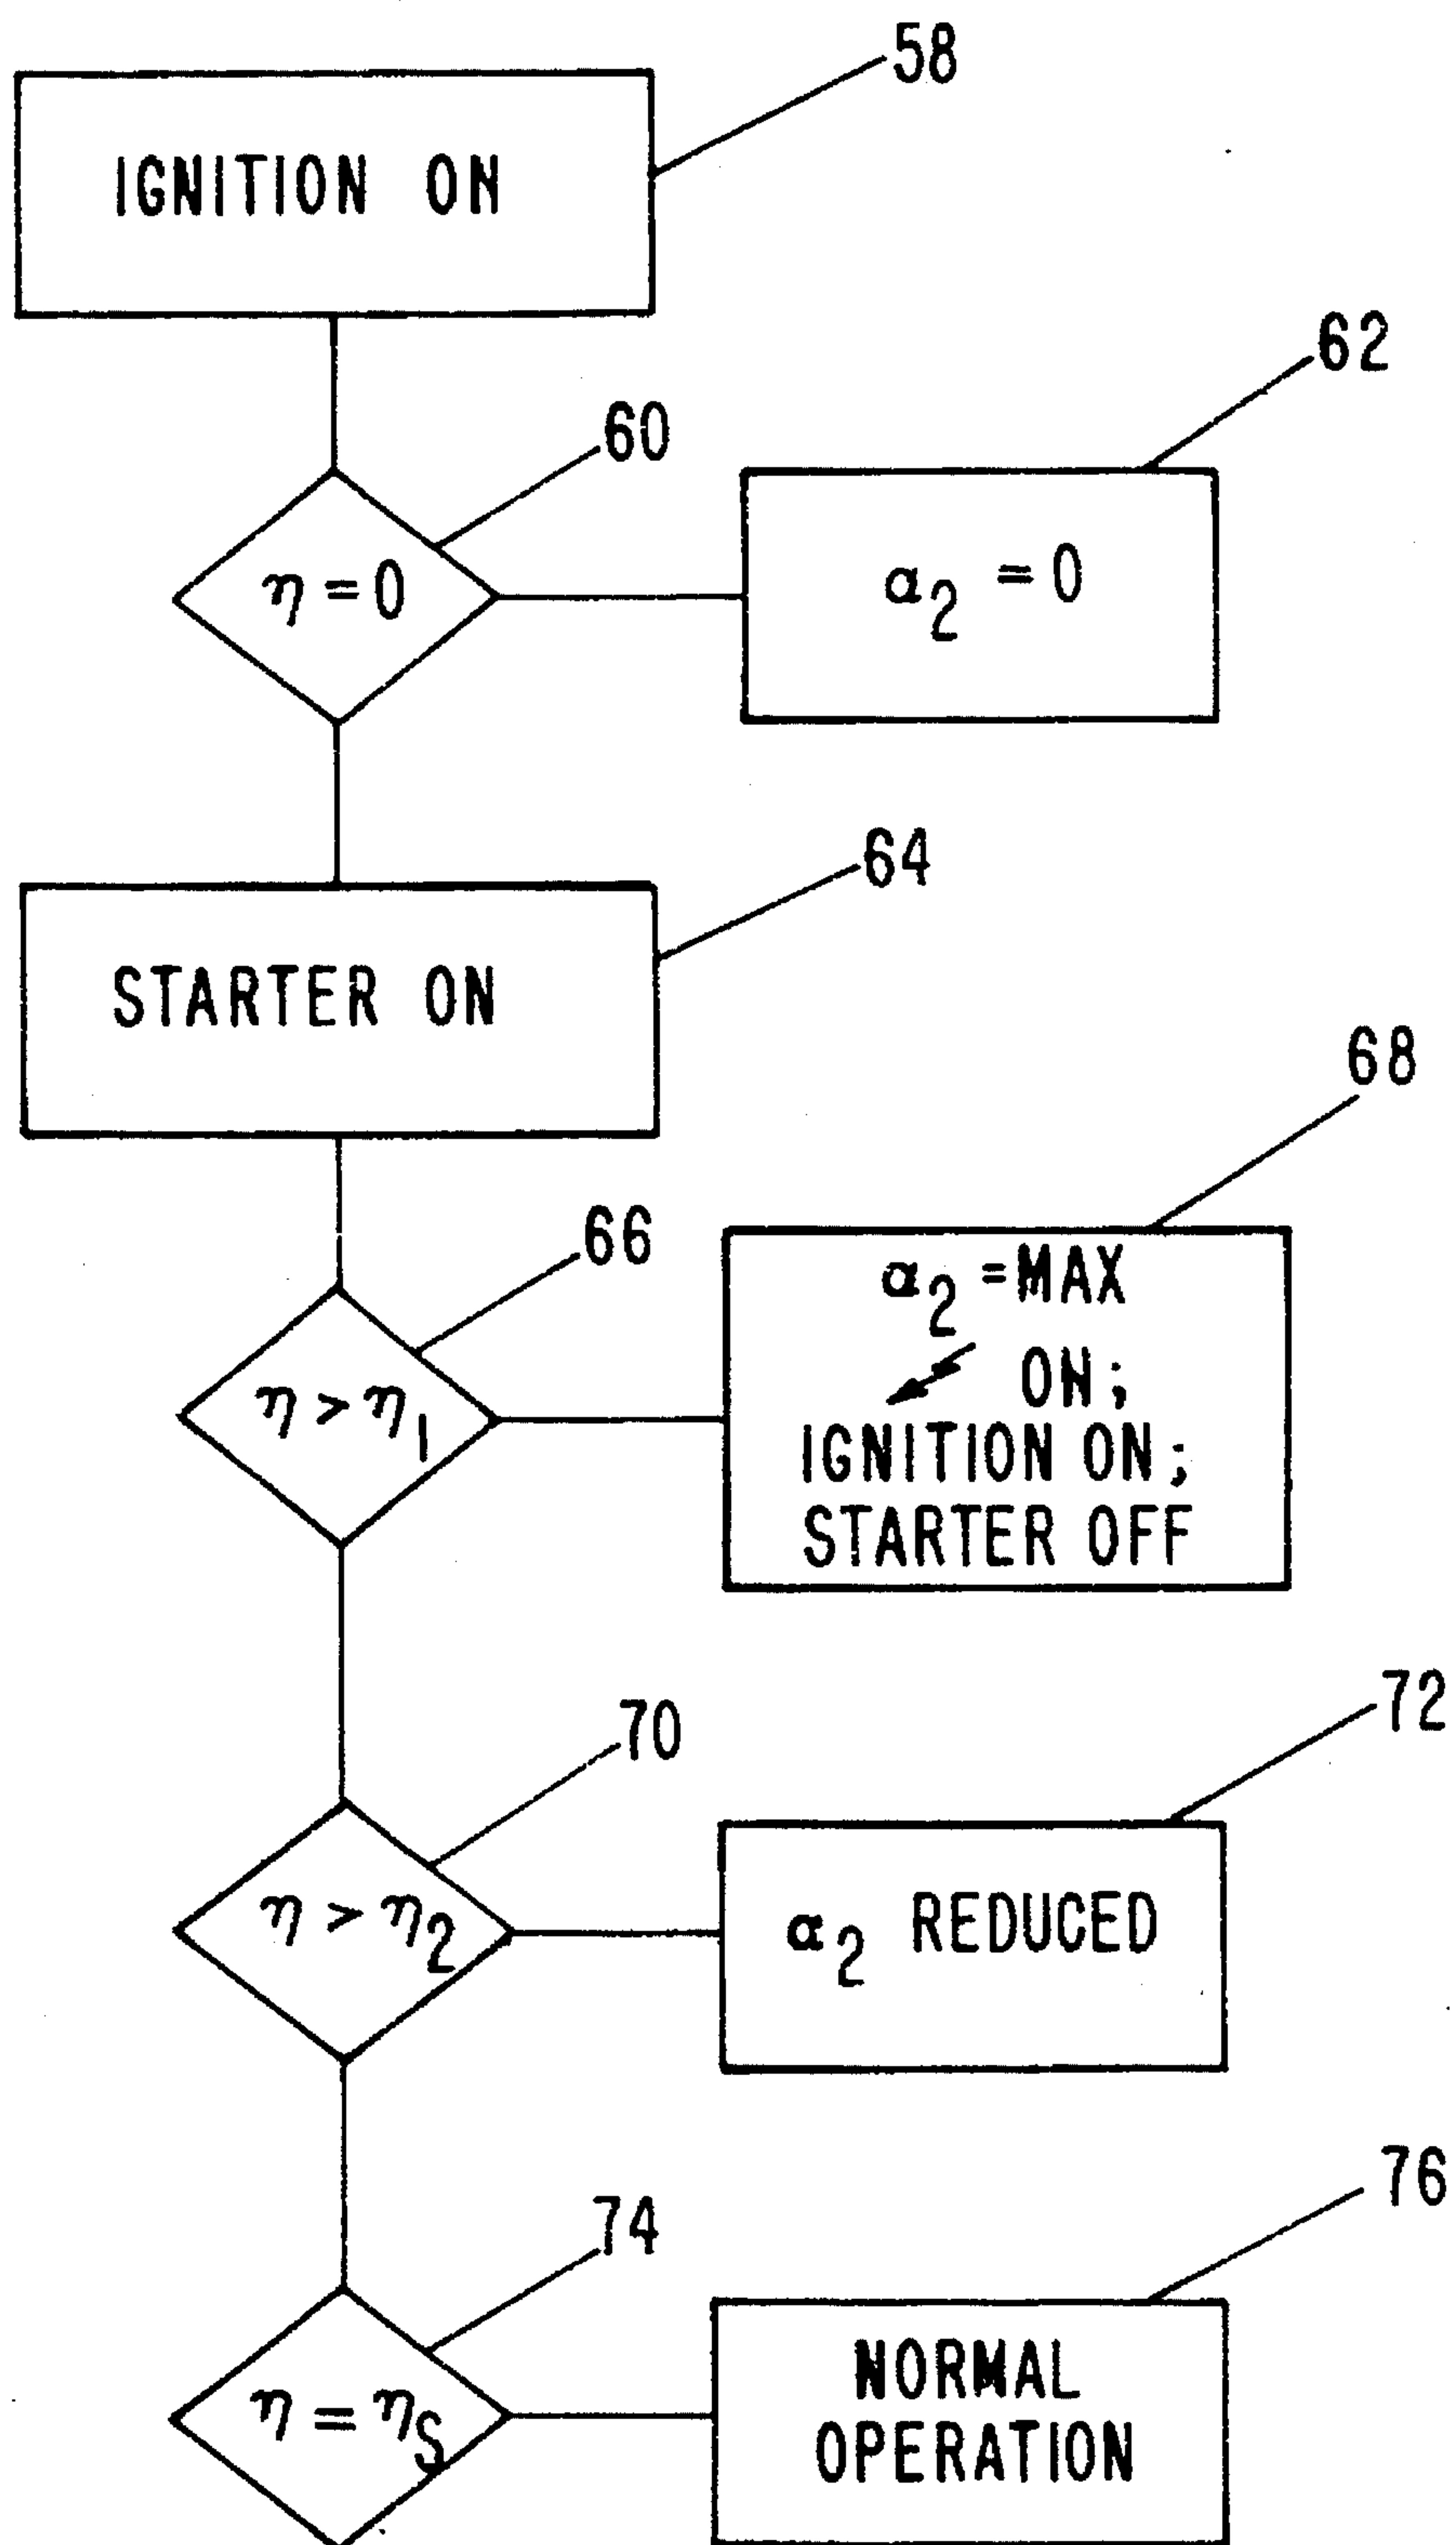 58
IGNITION ON
62
60
η = 0
α₂ = 0
64
STARTER ON
68
66
η > η₁
α₂ = MAX
ON;
IGNITION ON;
STARTER OFF
72
70
η > η₂
α₂ REDUCED
76
74
η = ηS
NORMAL
OPERATION